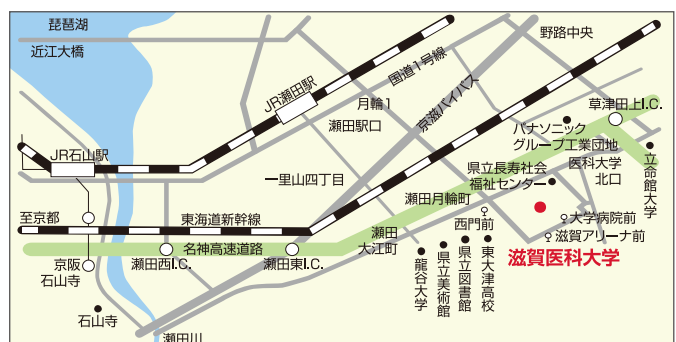 琵琶湖
近江大橋
野路中央
国道1号線
JR瀬田駅
月輪1
京滋バイパス
瀬田駅口
草津田上I.C.
パナソニック
グループ工業団地
JR石山駅
医科大学
北口
立命館大学
県立長寿社会
福祉センター
一里山四丁目
瀬田月輪町
至京都
東海道新幹線
西門前
大学病院前
滋賀アリーナ前
名神高速道路
瀬田
大江町
滋賀医科大学
京阪
石山寺
瀬田西I.C.
瀬田東I.C.
龍谷大学
県立美術館
県立図書館
東大津高校
石山寺
瀬田川